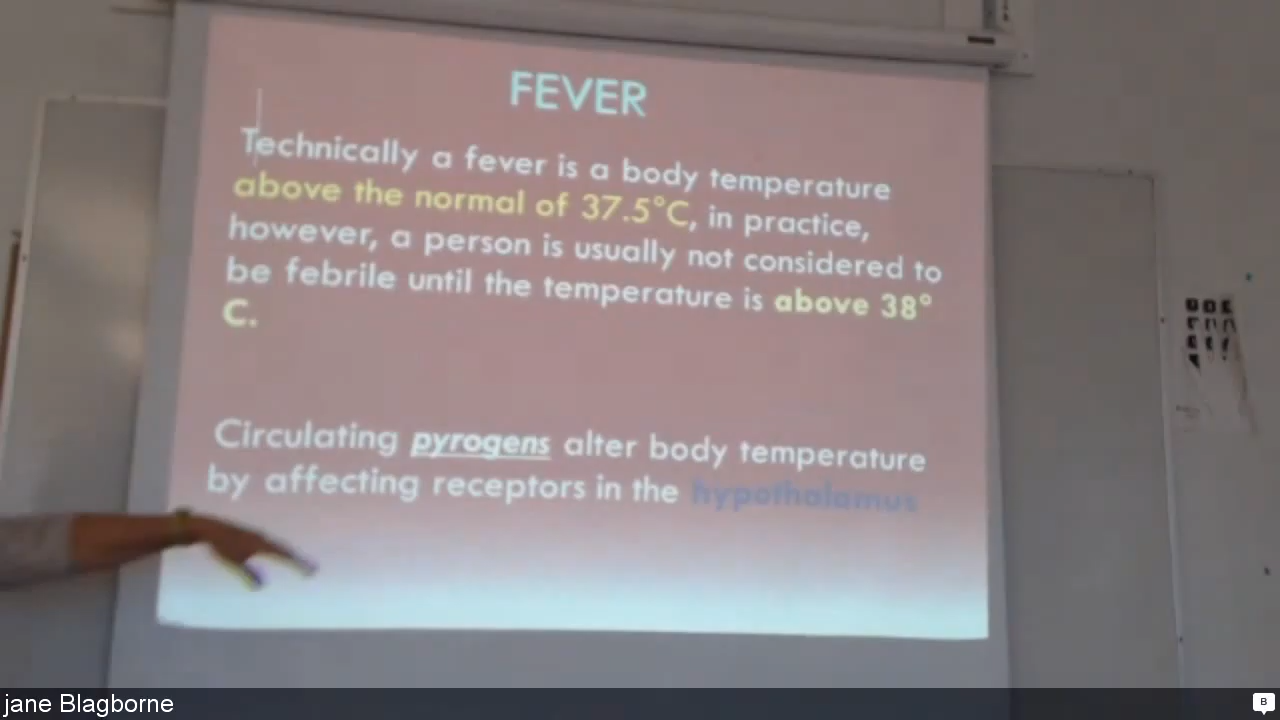 FEVER
Technically a fever is a body temperature
above the normal of 37.5°C, in practice,
however, a person is usually not considered to
be febrile until the temperature is above 38°
C.
Circulating pyrogens alter body temperature
by affecting receptors in the hypothalamus
jane Blagborne
B